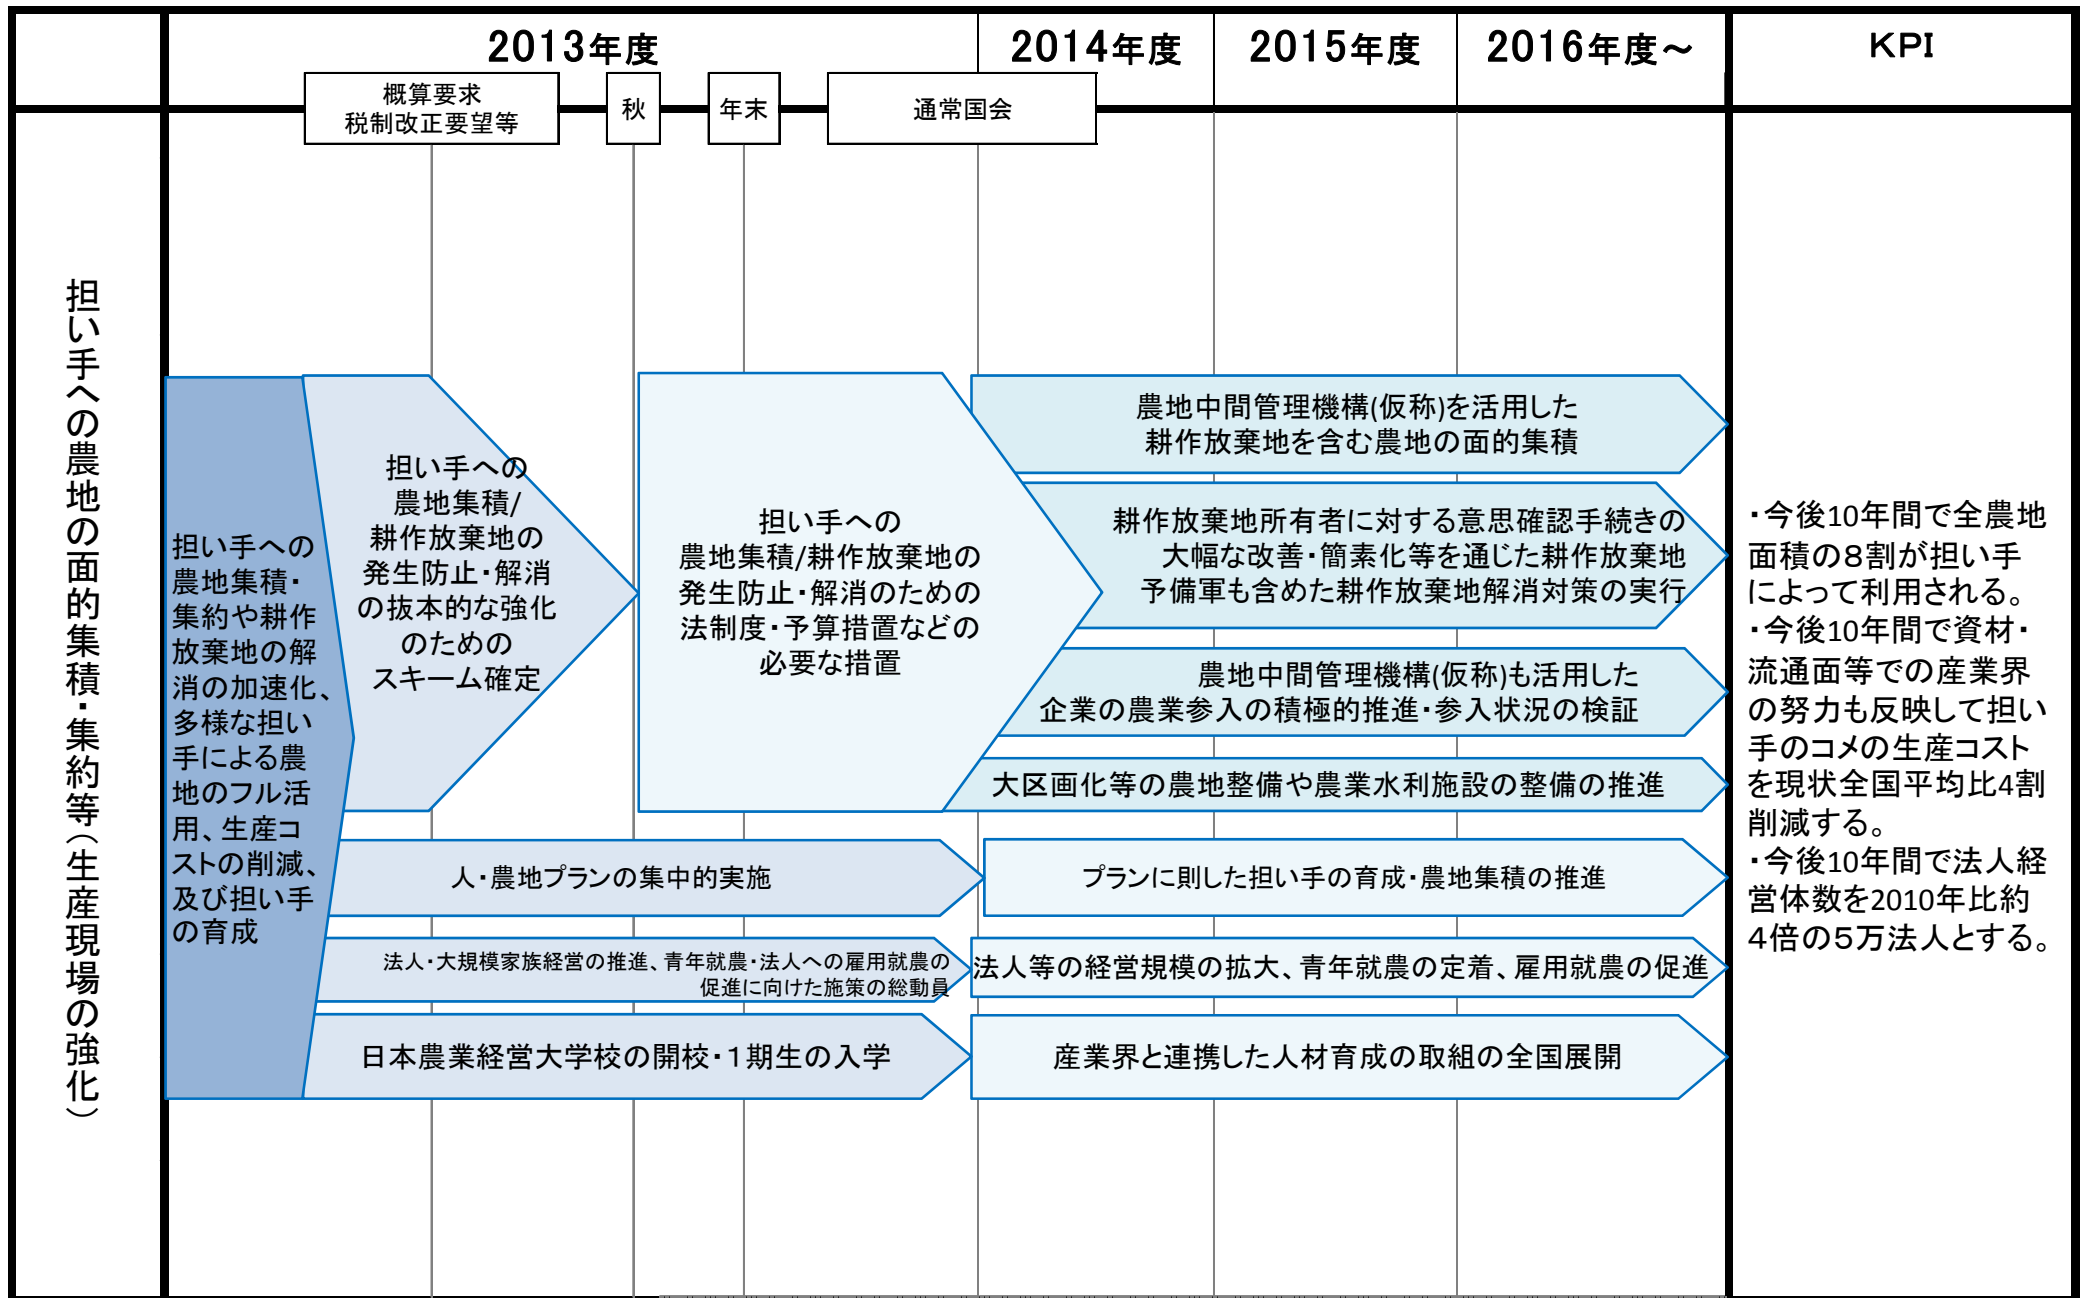 2013年度
2014年度
2015年度
2016年度～
KPI
概算要求
税制改正要望等
秋
年末
通常国会
担い手への農地の面的集積・集約等（生産現場の強化）
担い手への
農地集積・
集約や耕作
放棄地の解
消の加速化、
多様な担い
手による農
地のフル活
用、生産コ
ストの削減、
及び担い手
の育成
担い手への
農地集積/
耕作放棄地の
発生防止・解消
の抜本的な強化
のための
スキーム確定
担い手への
農地集積/耕作放棄地の
発生防止・解消のための
法制度・予算措置などの
必要な措置
農地中間管理機構(仮称)を活用した
耕作放棄地を含む農地の面的集積
耕作放棄地所有者に対する意思確認手続きの
大幅な改善・簡素化等を通じた耕作放棄地
予備軍も含めた耕作放棄地解消対策の実行
農地中間管理機構(仮称)も活用した
企業の農業参入の積極的推進・参入状況の検証
大区画化等の農地整備や農業水利施設の整備の推進
人・農地プランの集中的実施
プランに則した担い手の育成・農地集積の推進
法人・大規模家族経営の推進、青年就農・法人への雇用就農の
促進に向けた施策の総動員
法人等の経営規模の拡大、青年就農の定着、雇用就農の促進
日本農業経営大学校の開校・１期生の入学
産業界と連携した人材育成の取組の全国展開
・今後10年間で全農地
面積の８割が担い手
によって利用される。
・今後10年間で資材・
流通面等での産業界
の努力も反映して担い
手のコメの生産コスト
を現状全国平均比4割
削減する。
・今後10年間で法人経
営体数を2010年比約
４倍の５万法人とする。